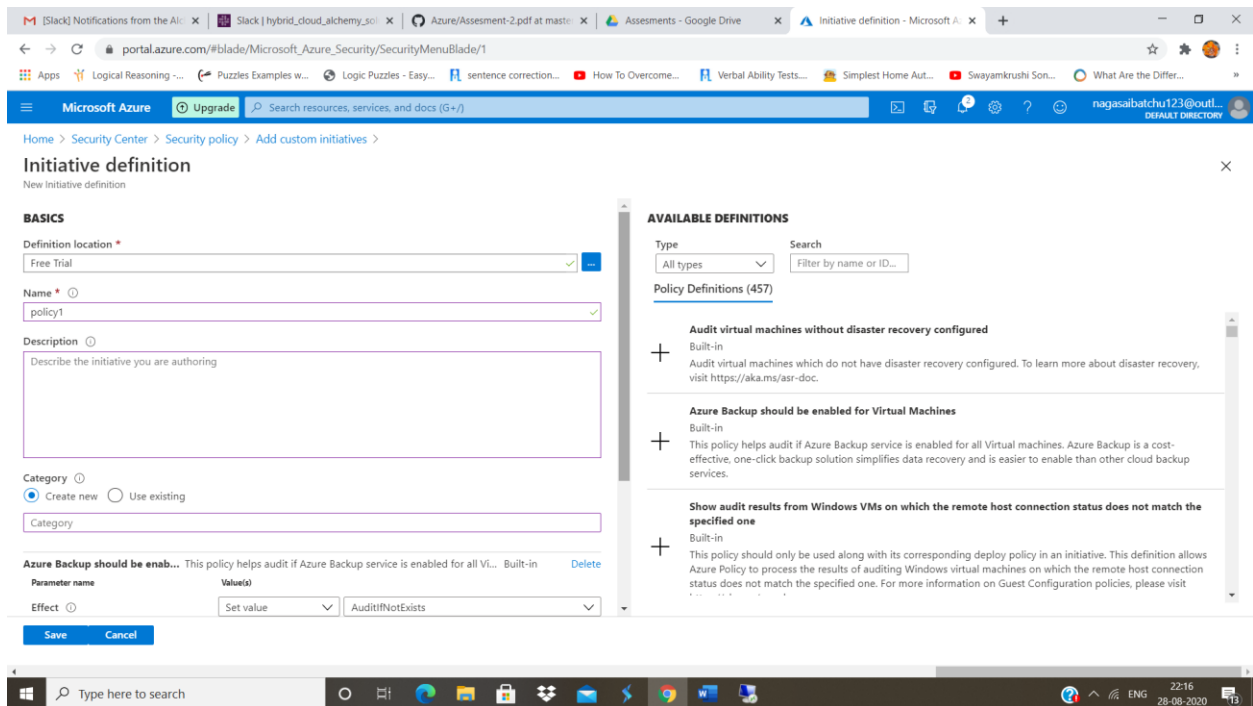 [Slack] Notifications from the Alc
Slack | hybrid_cloud_alchemy_sol
Azure/Assesment-2.pdf at maste
Assesments - Google Drive
Initiative definition - Microsoft A
portal.azure.com/#blade/Microsoft_Azure_Security/SecurityMenuBlade/1
Apps
Logical Reasoning -...
Puzzles Examples w...
Logic Puzzles - Easy...
sentence correction...
How To Overcome...
Verbal Ability Tests...
Simplest Home Aut...
Swayamkrushi Son...
What Are the Differ...
»
Microsoft Azure
Upgrade
Search resources, services, and docs (G+/)
2
nagasaibatchu123@outl...
DEFAULT DIRECTORY
Home > Security Center > Security policy > Add custom initiatives >
Initiative definition
New Initiative definition
BASICS
Definition location *
Free Trial
...
Name *
policy1
Description
Describe the initiative you are authoring
Category
Create new
Use existing
Category
Azure Backup should be enab... This policy helps audit if Azure Backup service is enabled for all Vi... Built-in Delete
Parameter name Value(s)
Effect Set value AuditIfNotExists
Save Cancel
AVAILABLE DEFINITIONS
Type Search
All types Filter by name or ID...
Policy Definitions (457)
Audit virtual machines without disaster recovery configured
Built-in
Audit virtual machines which do not have disaster recovery configured. To learn more about disaster recovery,
visit https://aka.ms/asr-doc.
Azure Backup should be enabled for Virtual Machines
Built-in
This policy helps audit if Azure Backup service is enabled for all Virtual machines. Azure Backup is a cost-
effective, one-click backup solution simplifies data recovery and is easier to enable than other cloud backup
services.
Show audit results from Windows VMs on which the remote host connection status does not match the
specified one
Built-in
This policy should only be used along with its corresponding deploy policy in an initiative. This definition allows
Azure Policy to process the results of auditing Windows virtual machines on which the remote host connection
status does not match the specified one. For more information on Guest Configuration policies, please visit
Type here to search
ENG
22:16
28-08-2020
13